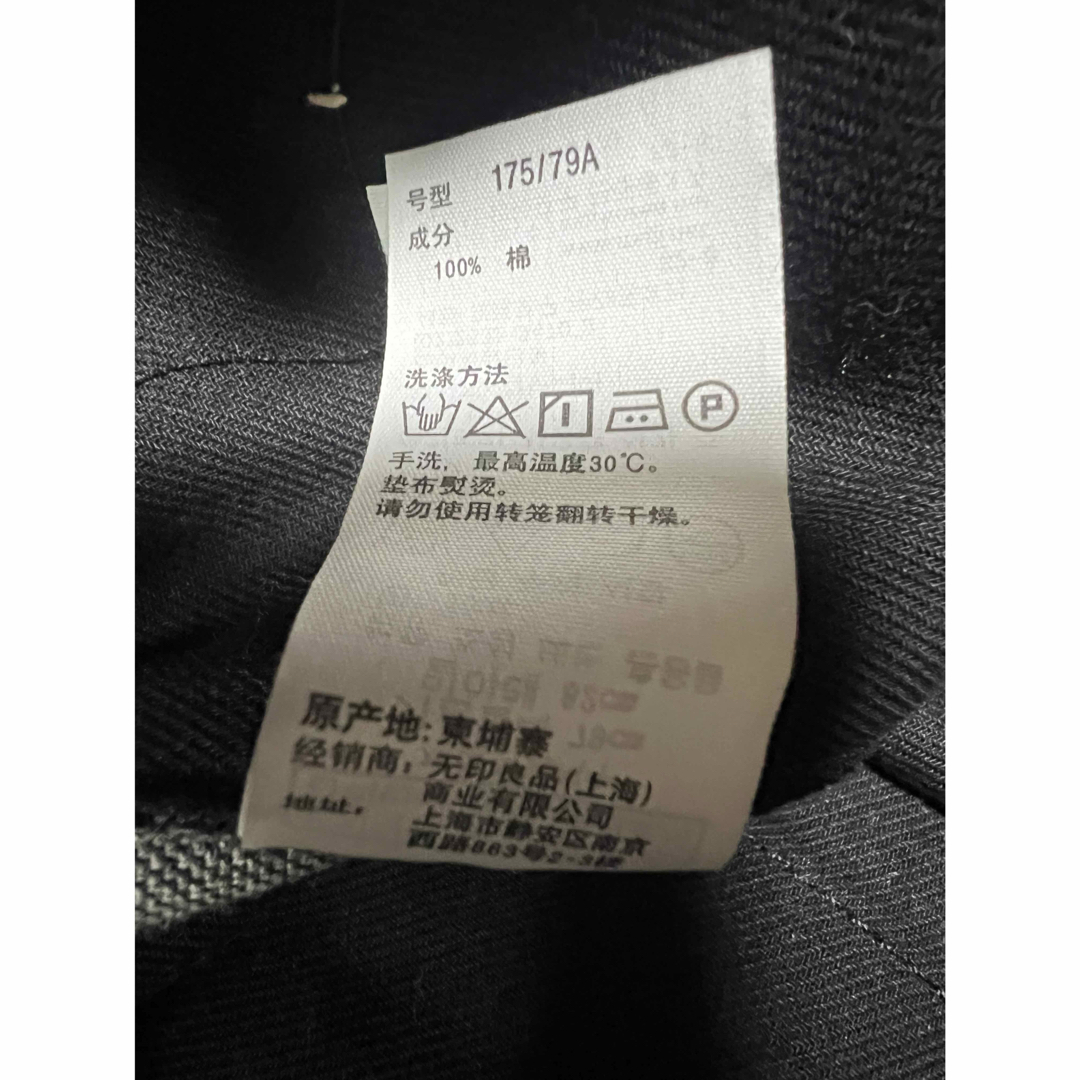 号型 175/79A
成分
100% 棉
洗涤方法
P
手洗，最高温度30℃。
垫布熨烫。
请勿使用转笼翻转干燥。
原产地：柬埔寨
经销商：无印良品(上海)
商业有限公司
地址：上海市静安区南京
西路863号2-3楼